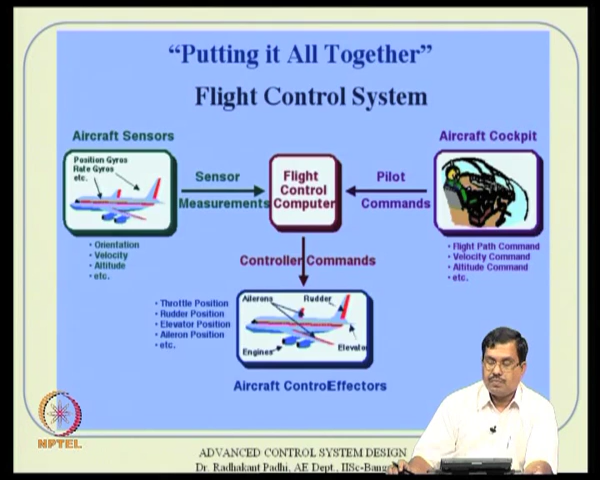 “Putting it All Together”
Flight Control System
Aircraft Sensors
Aircraft Cockpit
Position Gyros
Rate Gyros
etc.
Sensor
Measurements
Flight
Control
Computer
Pilot
Commands
• Orientation
• Velocity
• Altitude
• etc.
• Flight Path Command
• Velocity Command
• Altitude Command
• etc.
Controller Commands
• Throttle Position
• Rudder Position
• Elevator Position
• Aileron Position
• etc.
Ailerons
Rudder
Engines
Elevato
Aircraft ControEffectors
NPTEL
ADVANCED CONTROL SYSTEM DESIGN
Dr. Radhakant Padhi, AE Dept., IISc-Bang